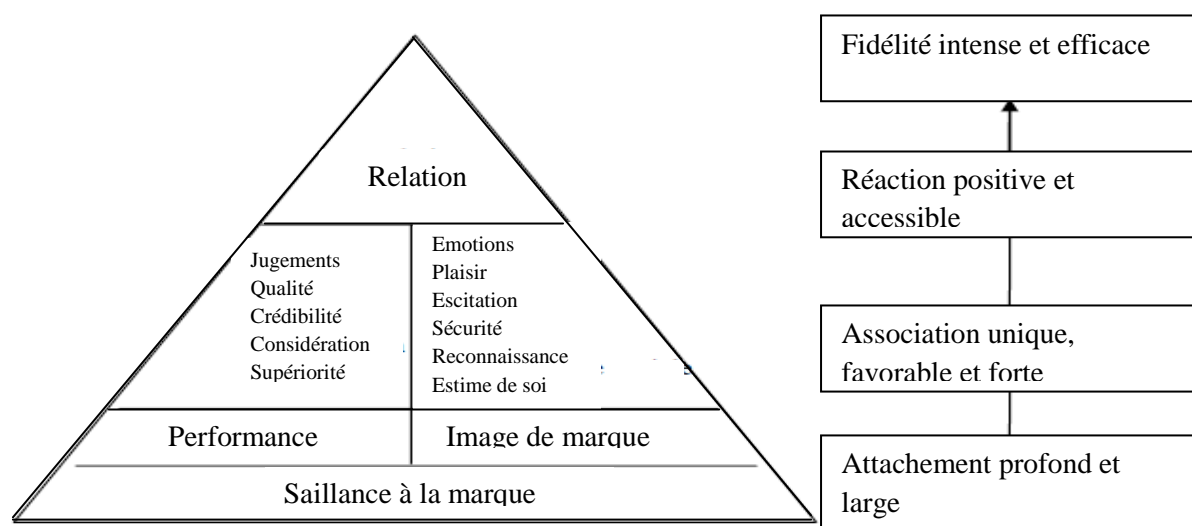 Relation
Jugements
Qualité
Crédibilité
Considération
Supériorité
Emotions
Plaisir
Escitation
Sécurité
Reconnaissance
Estime de soi
Performance
Image de marque
Saillance à la marque
Fidélité intense et efficace
Réaction positive et
accessible
Association unique,
favorable et forte
Attachement profond et
large